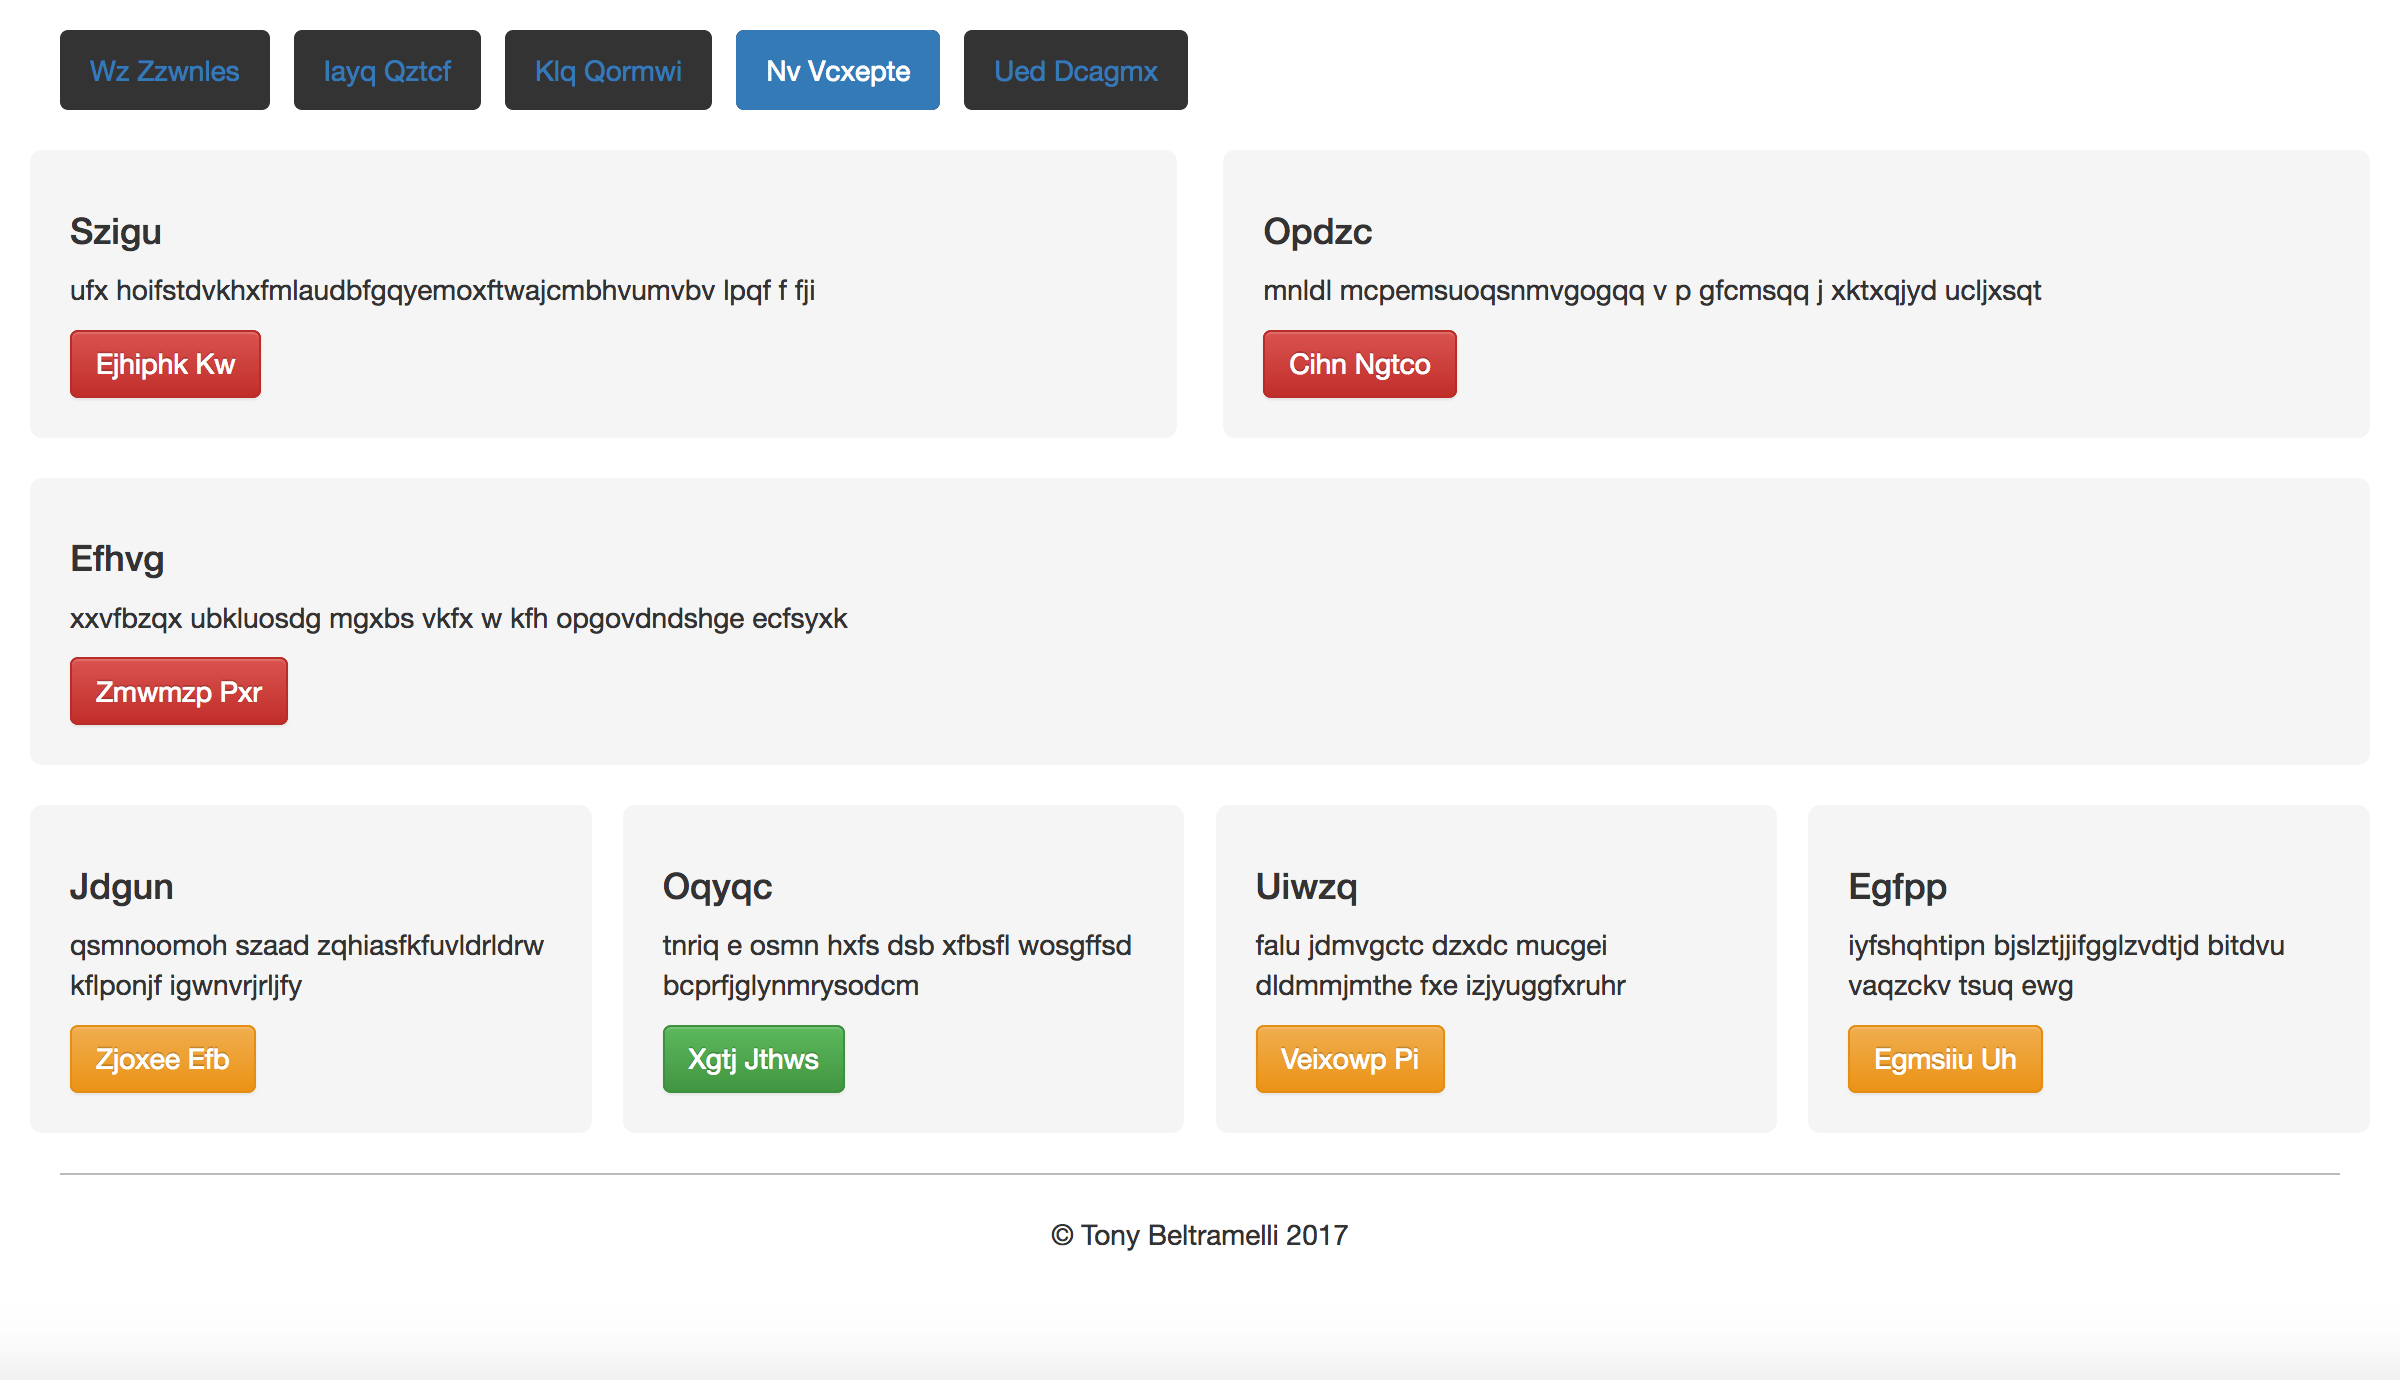 Wz Zzwnles Iayq Qztcf Klq Qormwi Nv Vcxepte Ued Dcagmx
Szigu
ufx hoifstdvkhxfmlaudbfgqyemoxftwajcmbhvumvbv lpqf f fji
Ejhiphk Kw
Opdzc
mnldl mcpemsuoqsnmvgogqq v p gfcmsqq j xktxqjyd ucljxsqt
Cihn Ngtco
Efhvg
xxvfbzqx ubkluosdg mgxbs vkfx w kfh opgovdndshge ecfsyxk
Zmwmzp Pxr
Jdgun
qsmnoomoh szaad zqhiasfkfuvldrldrw
kflponjf igwnvrjrljfy
Zjoxee Efb
Oqyqc
tnriq e osmn hxfs dsb xfbsfl wosgffsd
bcprfjglynmrysodcm
Xgtj Jthws
Uiwzq
falu jdmvgctc dzxdc mucgei
dldmmjmthe fxe izjyuggfxruhr
Veixowp Pi
Egfpp
iyfshqhtipn bjslztjjifgglzvdtjd bitdvu
vaqzckv tsuq ewg
Egmsiiu Uh
© Tony Beltramelli 2017